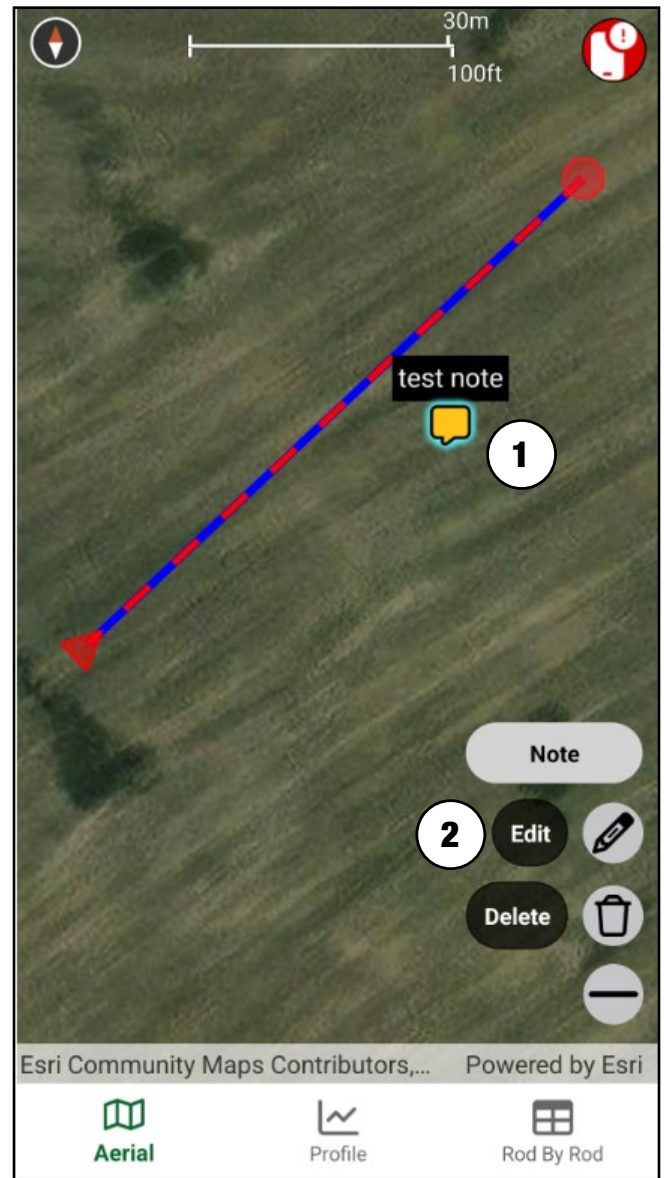 30m
100ft
!
test note
1
Note
2
Edit
Delete
Esri Community Maps Contributors,...
Powered by Esri
Aerial
Profile
Rod By Rod